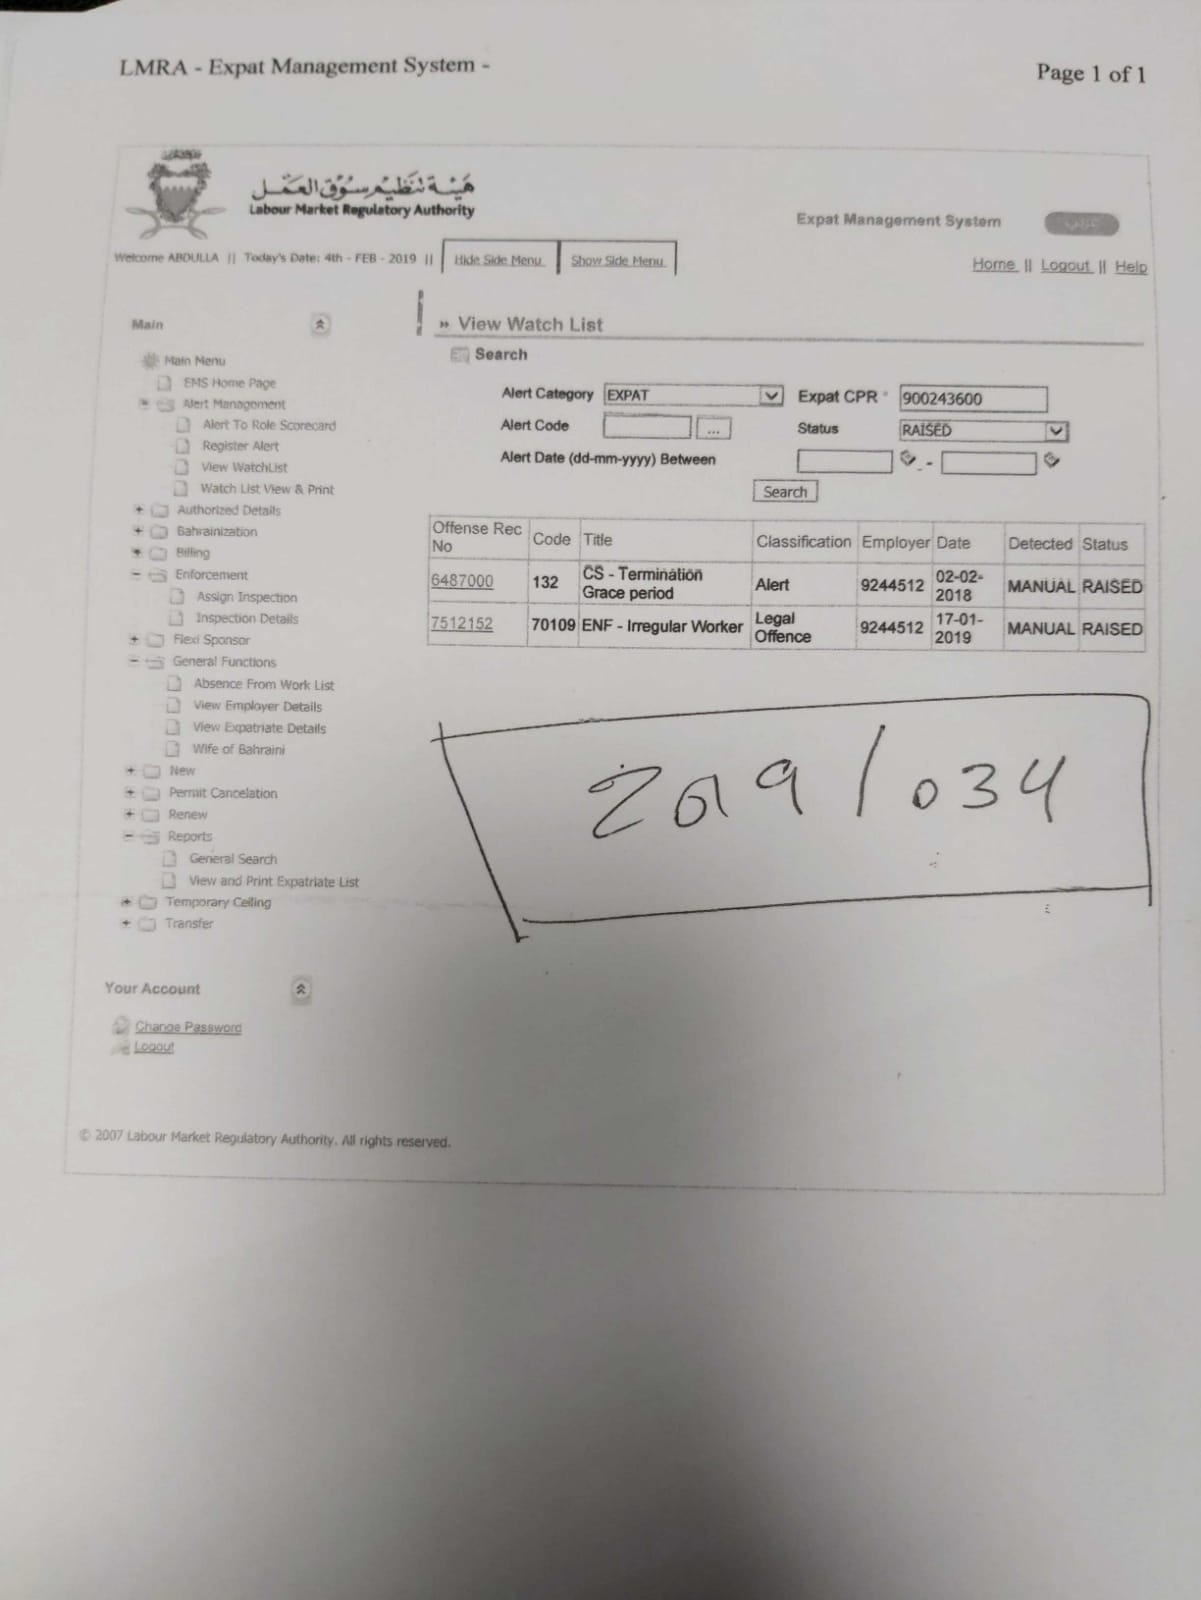 LMRA - Expat Management System -
Page 1 of 1
هيئة تنظيم سوق العمل
Labour Market Regulatory Authority
Expat Management System
Welcome ABDULLA || Today's Date: 4th - FEB - 2019 ||
Hide Side Menu
Show Side Menu
Home || Logout || Help
Main
Main Menu
EMS Home Page
Alert Management
Alert To Role Scorecard
Register Alert
View WatchList
Watch List View & Print
Authorized Details
Bahrainization
Billing
Enforcement
Assign Inspection
Inspection Details
Flexi Sponsor
General Functions
Absence From Work List
View Employer Details
View Expatriate Details
Wife of Bahraini
New
Permit Cancelation
Renew
Reports
General Search
View and Print Expatriate List
Temporary Ceiling
Transfer
Your Account
Change Password
Logout
» View Watch List
Search
Alert Category EXPAT Expat CPR * 900243600
Alert Code ... Status RAISED
Alert Date (dd-mm-yyyy) Between -
Search
Offense Rec No Code Title Classification Employer Date Detected Status
6487000 132 CS - Termination Grace period Alert 9244512 02-02-2018 MANUAL RAISED
7512152 70109 ENF - Irregular Worker Legal Offence 9244512 17-01-2019 MANUAL RAISED
2019/034
© 2007 Labour Market Regulatory Authority. All rights reserved.